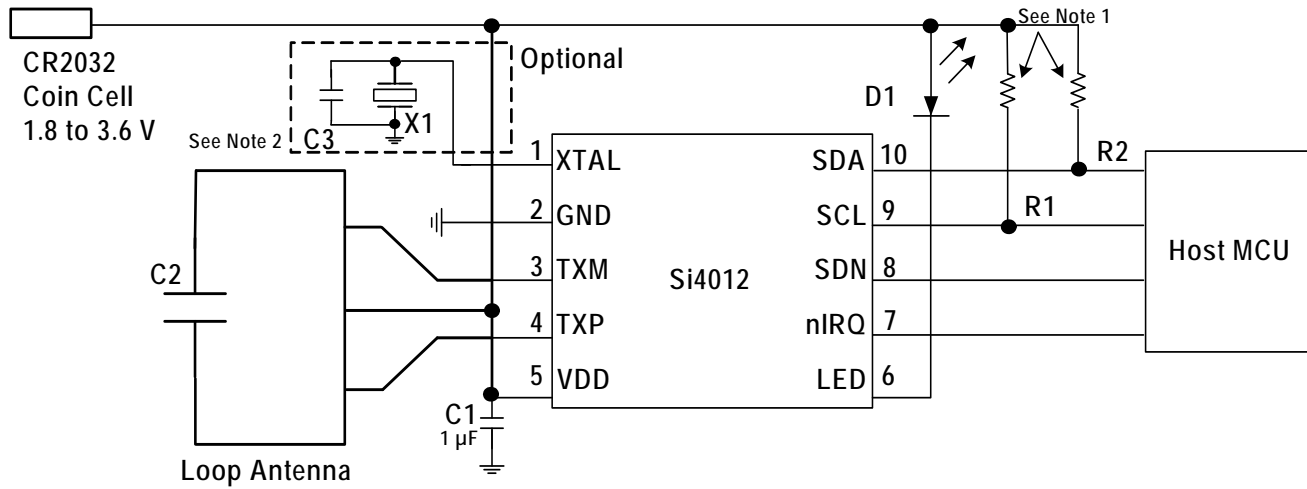 See Note 1
CR2032
Coin Cell
1.8 to 3.6 V
Optional
See Note 2
C3
X1
D1
1
XTAL
SDA
10
R2
2
GND
SCL
9
R1
C2
3
TXM
Si4012
SDN
8
Host MCU
4
TXP
nIRQ
7
5
VDD
LED
6
C1
1 µF
Loop Antenna